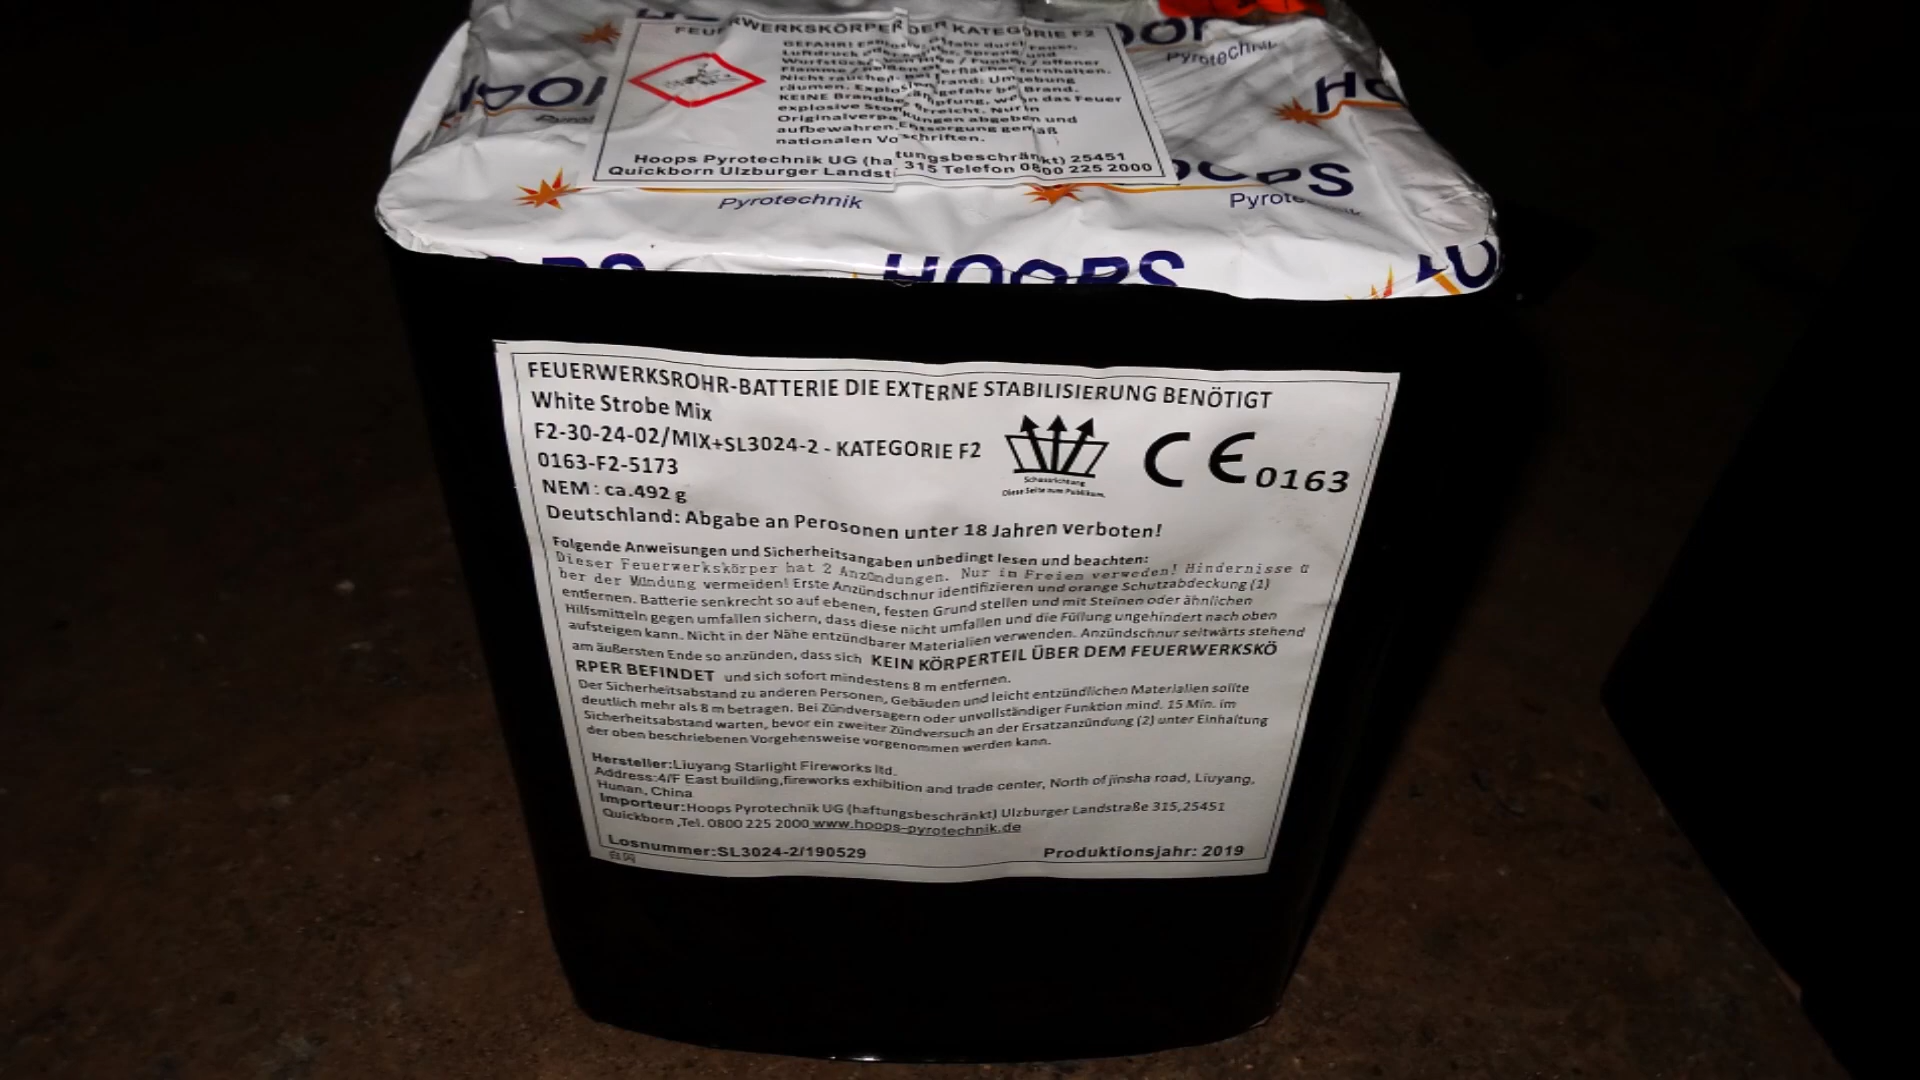 FEUERWERKSKÖRPER DER KATEGORIE F2
GEFAHR! Explosion, Gefahr durch Feuer,
Luftdruck oder Splitter, Spreng- und
Wurfstücke. Von Hitze / Funken / offener
Flamme / heißen Oberflächen fernhalten.
Nicht rauchen. Bei Brand: Umgebung
räumen. Explosionsgefahr bei Brand.
KEINE Brandbekämpfung, wenn das Feuer
explosive Stoffe erreicht. Nur in
Originalverpackungen abgeben und
aufbewahren. Entsorgung gemäß
nationalen Vorschriften.
Hoops Pyrotechnik UG (haftungsbeschränkt) 25451
Quickborn Ulzburger Landst. 315 Telefon 0800 225 2000
Pyrotechnik
HOOPS
Pyrotechnik
Pyrotechnik
HOOPS
FEUERWERKSROHR-BATTERIE DIE EXTERNE STABILISIERUNG BENÖTIGT
White Strobe Mix
F2-30-24-02/MIX+SL3024-2 - KATEGORIE F2
0163-F2-5173
NEM: ca.492 g
Schussrichtung
Diese Seite zum Publikum.
CE 0163
Deutschland: Abgabe an Perosonen unter 18 Jahren verboten!
Folgende Anweisungen und Sicherheitsangaben unbedingt lesen und beachten:
Dieser Feuerwerkskörper hat 2 Anzündungen. Nur im Freien verweden! Hindernisse ü
ber der Mündung vermeiden! Erste Anzündschnur identifizieren und orange Schutzabdeckung (1)
entfernen. Batterie senkrecht so auf ebenen, festen Grund stellen und mit Steinen oder ähnlichen
Hilfsmitteln gegen umfallen sichern, dass diese nicht umfallen und die Füllung ungehindert nach oben
aufsteigen kann. Nicht in der Nähe entzündbarer Materialien verwenden. Anzündschnur seitwärts stehend
am äußersten Ende so anzünden, dass sich KEIN KÖRPERTEIL ÜBER DEM FEUERWERKSKÖ
RPER BEFINDET und sich sofort mindestens 8 m entfernen.
Der Sicherheitsabstand zu anderen Personen, Gebäuden und leicht entzündlichen Materialien sollte
deutlich mehr als 8 m betragen. Bei Zündversagern oder unvollständiger Funktion mind. 15 Min. im
Sicherheitsabstand warten, bevor ein zweiter Zündversuch an der Ersatzanzündung (2) unter Einhaltung
der oben beschriebenen Vorgehensweise vorgenommen werden kann.
Hersteller:Liuyang Starlight Fireworks ltd.
Address:4/F East building,fireworks exhibition and trade center, North of jinsha road, Liuyang,
Hunan, China
Importeur:Hoops Pyrotechnik UG (haftungsbeschränkt) Ulzburger Landstraße 315,25451
Quickborn ,Tel. 0800 225 2000 www.hoops-pyrotechnik.de
Losnummer:SL3024-2/190529
Produktionsjahr: 2019
白闪